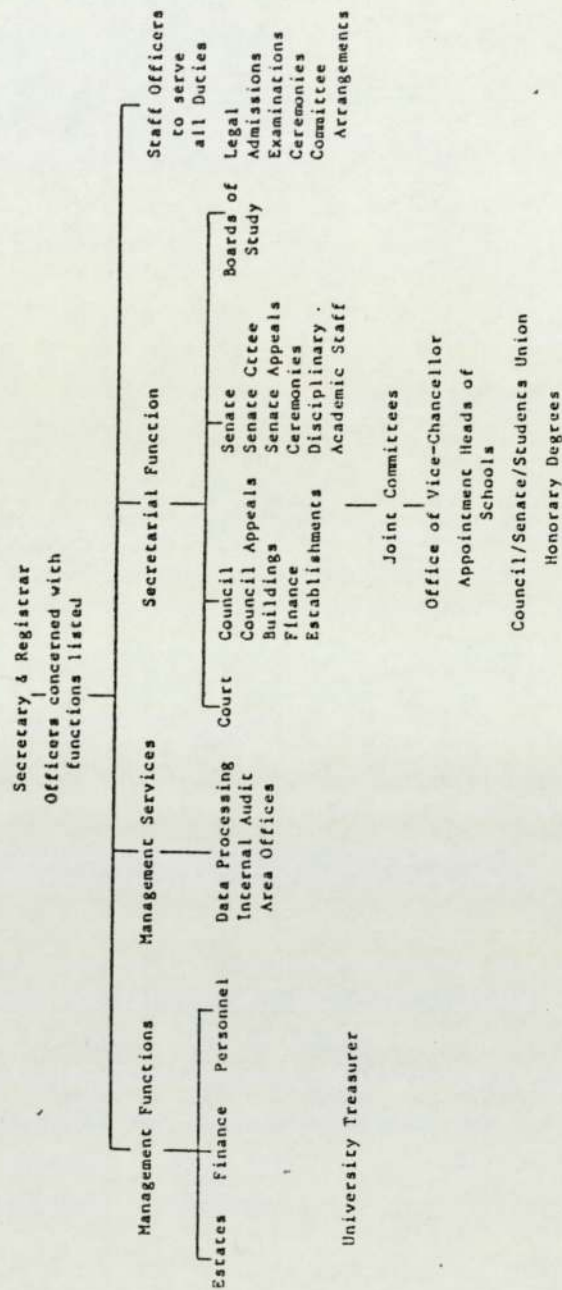 Secretary & Registrar
Officers concerned with
functions listed
Management Functions
Management Services
Secretarial Function
Staff Officers
to serve
all Duties
Estates
Finance
Personnel
University Treasurer
Data Processing
Internal Audit
Area Offices
Court
Council
Council Appeals
Buildings
Finance
Establishments
Senate
Senate Cttee
Senate Appeals
Ceremonies
Disciplinary.
Academic Staff
Boards of
Study
Legal
Admissions
Examinations
Ceremonies
Committee
Arrangements
Joint Committees
Office of Vice-Chancellor
Appointment Heads of
Schools
Council/Senate/Students Union
Honorary Degrees